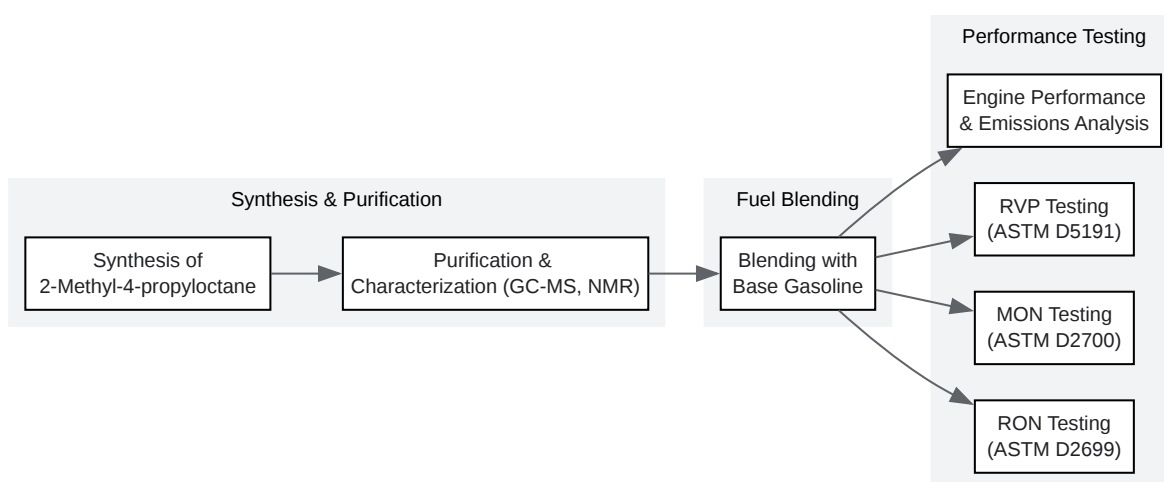 Performance Testing
Engine Performance
& Emissions Analysis
Synthesis & Purification
Synthesis of
2-Methyl-4-propyloctane
Purification &
Characterization (GC-MS, NMR)
Fuel Blending
Blending with
Base Gasoline
RVP Testing
(ASTM D5191)
MON Testing
(ASTM D2700)
RON Testing
(ASTM D2699)